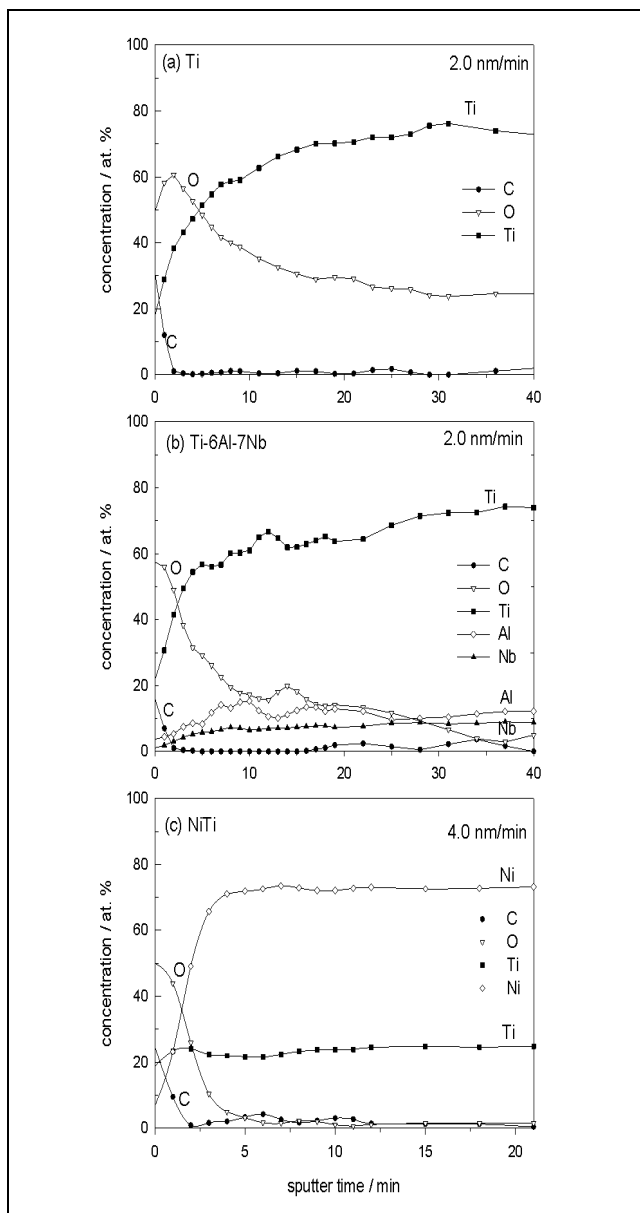 100
(a) Ti
2.0 nm/min
Ti
80
O
60
C
O
Ti
40
20
C
0
0 10 20 30 40
concentration / at. %
100
(b) Ti-6Al-7Nb
2.0 nm/min
Ti
80
O
60
C
O
Ti
Al
Nb
40
20
C
Al
Nb
0
0 10 20 30 40
concentration / at. %
100
(c) NiTi
4.0 nm/min
Ni
80
C
O
Ti
Ni
60
O
40
Ti
20
C
0
0 5 10 15 20
concentration / at. %
sputter time / min